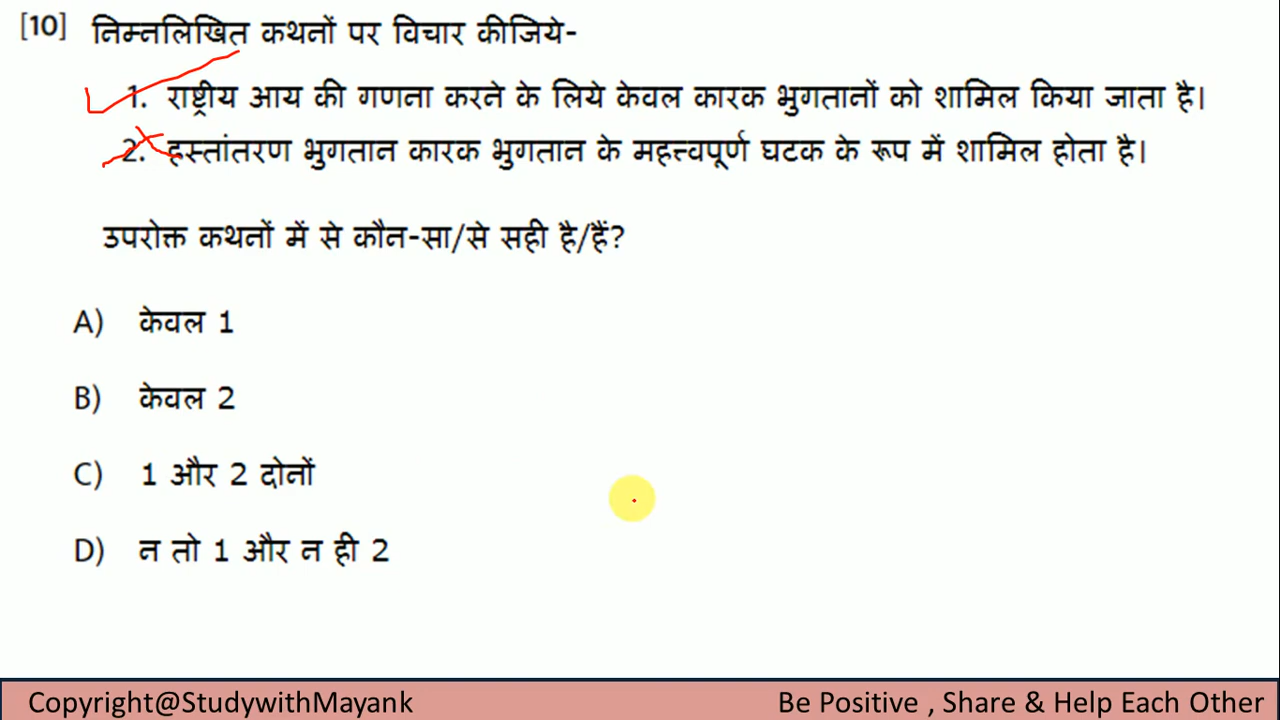 [10] निम्नलिखित कथनों पर विचार कीजिये-
1. राष्ट्रीय आय की गणना करने के लिये केवल कारक भुगतानों को शामिल किया जाता है।
2. हस्तांतरण भुगतान कारक भुगतान के महत्त्वपूर्ण घटक के रूप में शामिल होता है।
उपरोक्त कथनों में से कौन-सा/से सही है/हैं?
A) केवल 1
B) केवल 2
C) 1 और 2 दोनों
D) न तो 1 और न ही 2
Copyright@StudywithMayank
Be Positive , Share & Help Each Other